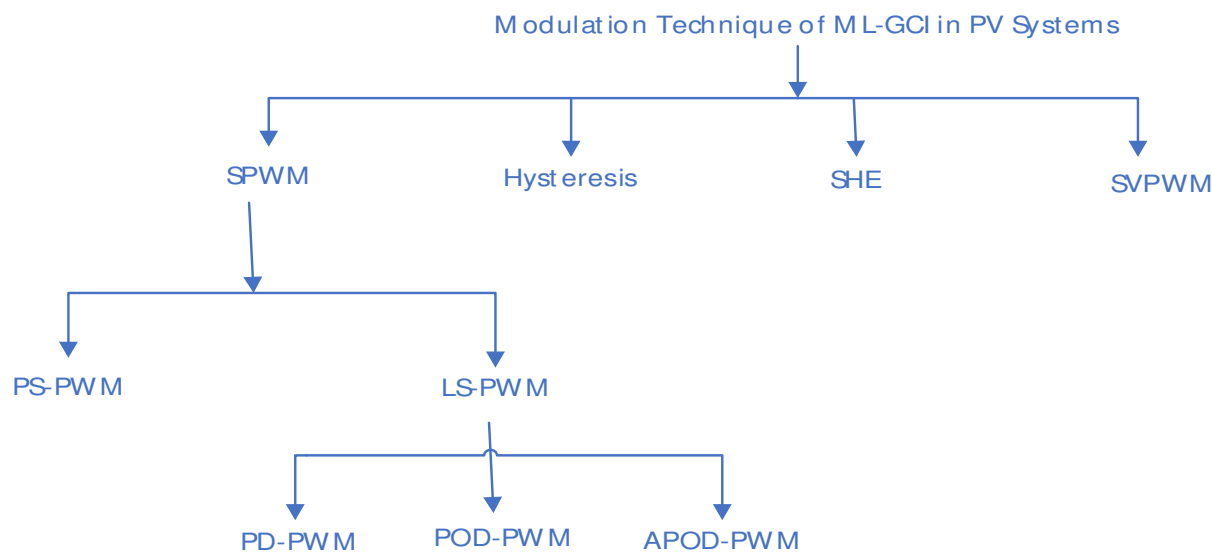 Modulation Technique of ML-GCI in PV Systems
SPWM
Hysteresis
SHE
SVPWM
PS-PWM
LS-PWM
PD-PWM
POD-PWM
APOD-PWM